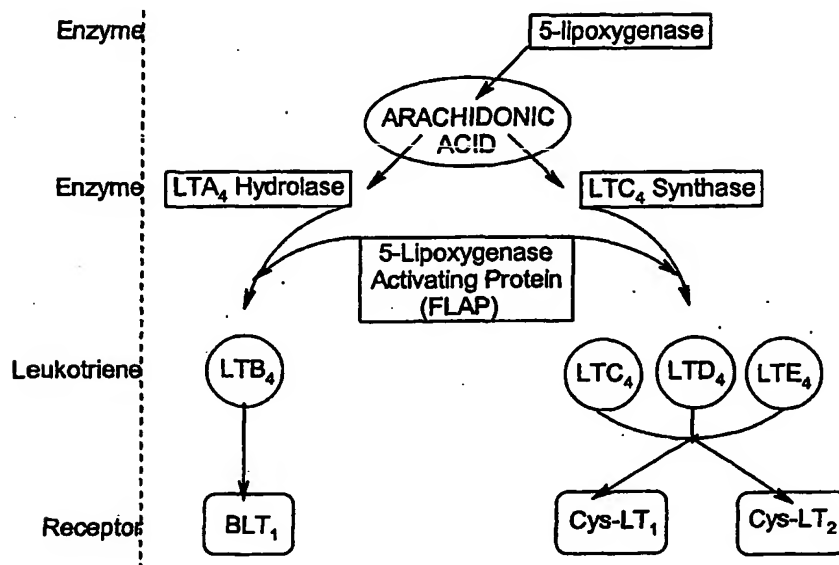 Enzyme
5-lipoxygenase
ARACHIDONIC
ACID
Enzyme
LTA₄ Hydrolase
LTC₄ Synthase
5-Lipoxygenase
Activating Protein
(FLAP)
Leukotriene
LTB₄
LTC₄
LTD₄
LTE₄
Receptor
BLT₁
Cys-LT₁
Cys-LT₂